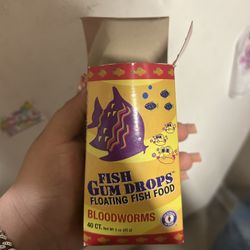 FISH
GUM DROPS
FLOATING FISH FOOD
BLOODWORMS
40 CT.